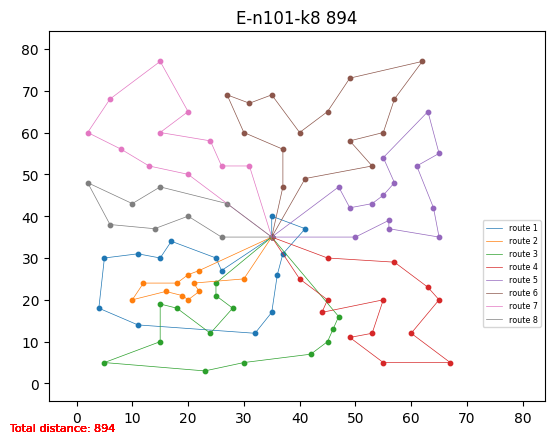 E-n101-k8 894
80
70
60
50
40
30
20
10
0
0 10 20 30 40 50 60 70 80
route 1
route 2
route 3
route 4
route 5
route 6
route 7
route 8
Total distance: 894